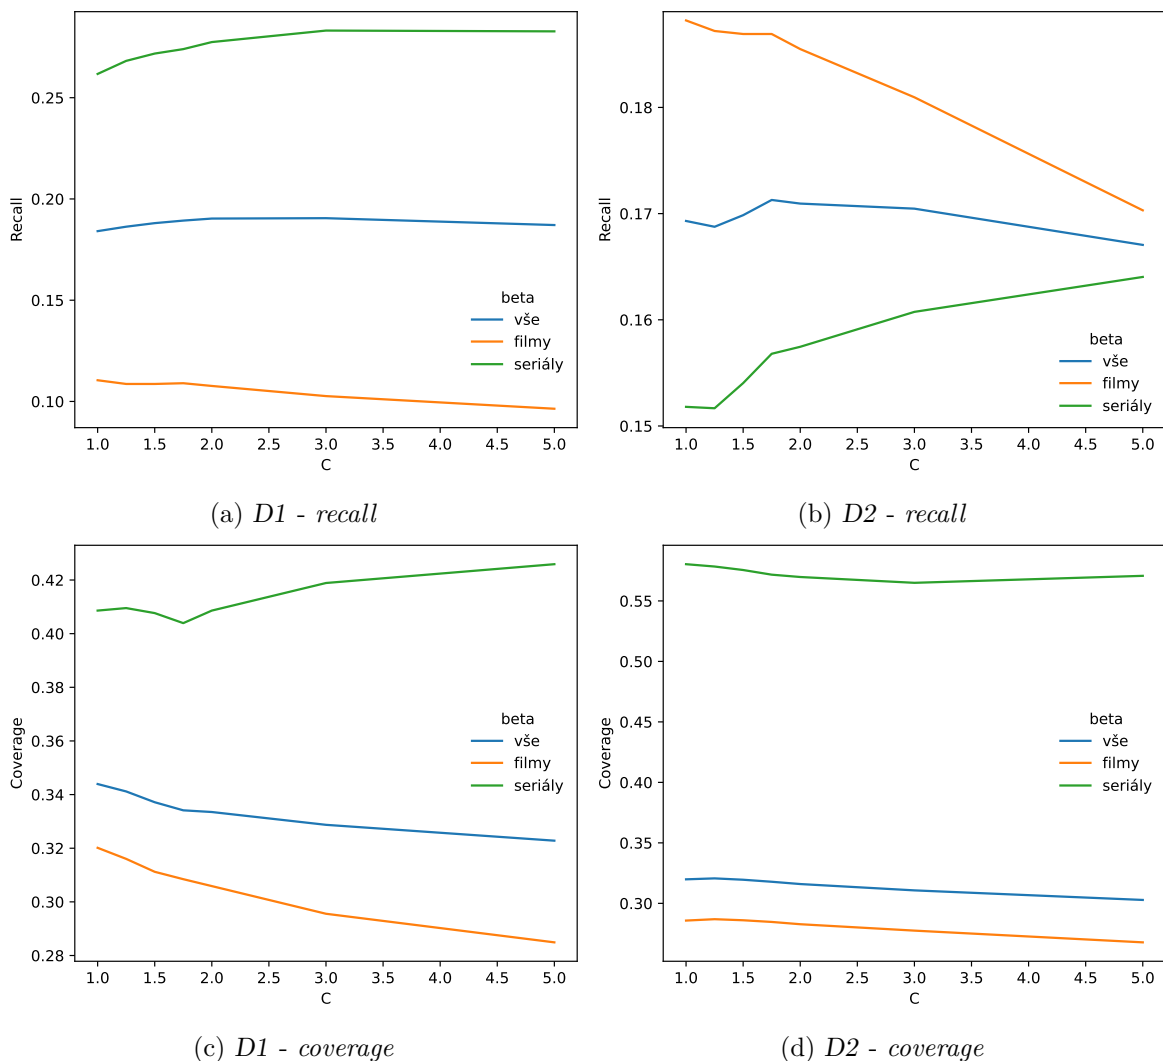 0.25
0.20
0.15
0.10
Recall
beta
vše
filmy
seriály
1.0 1.5 2.0 2.5 3.0 3.5 4.0 4.5 5.0
C
(a) D1 - recall
0.18
0.17
0.16
0.15
Recall
beta
vše
filmy
seriály
1.0 1.5 2.0 2.5 3.0 3.5 4.0 4.5 5.0
C
(b) D2 - recall
0.42
0.40
0.38
0.36
0.34
0.32
0.30
0.28
Coverage
beta
vše
filmy
seriály
1.0 1.5 2.0 2.5 3.0 3.5 4.0 4.5 5.0
C
(c) D1 - coverage
0.55
0.50
0.45
0.40
0.35
0.30
Coverage
beta
vše
filmy
seriály
1.0 1.5 2.0 2.5 3.0 3.5 4.0 4.5 5.0
C
(d) D2 - coverage